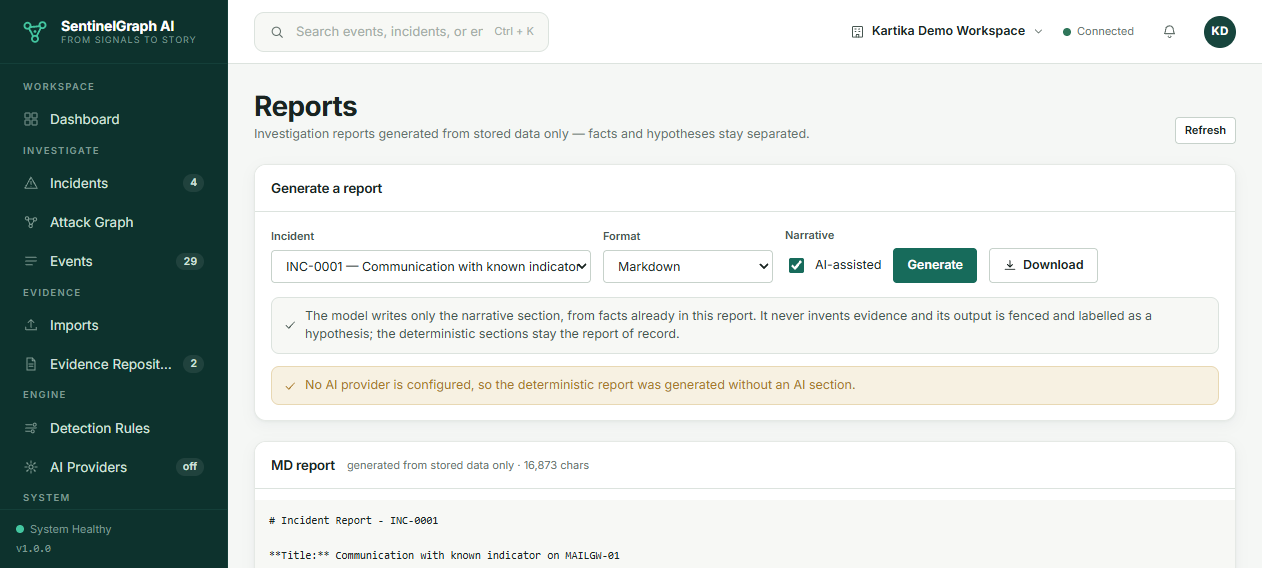 SentinelGraph AI
FROM SIGNALS TO STORY
WORKSPACE
Dashboard
INVESTIGATE
Incidents 4
Attack Graph
Events 29
EVIDENCE
Imports
Evidence Reposit... 2
ENGINE
Detection Rules
AI Providers off
SYSTEM
System Healthy
v1.0.0
Search events, incidents, or er Ctrl + K
Kartika Demo Workspace
Connected
KD
Reports
Investigation reports generated from stored data only — facts and hypotheses stay separated.
Refresh
Generate a report
Incident Format Narrative
INC-0001 — Communication with known indicator Markdown AI-assisted Generate Download
The model writes only the narrative section, from facts already in this report. It never invents evidence and its output is fenced and labelled as a
hypothesis; the deterministic sections stay the report of record.
No AI provider is configured, so the deterministic report was generated without an AI section.
MD report generated from stored data only · 16,873 chars
# Incident Report - INC-0001
**Title:** Communication with known indicator on MAILGW-01